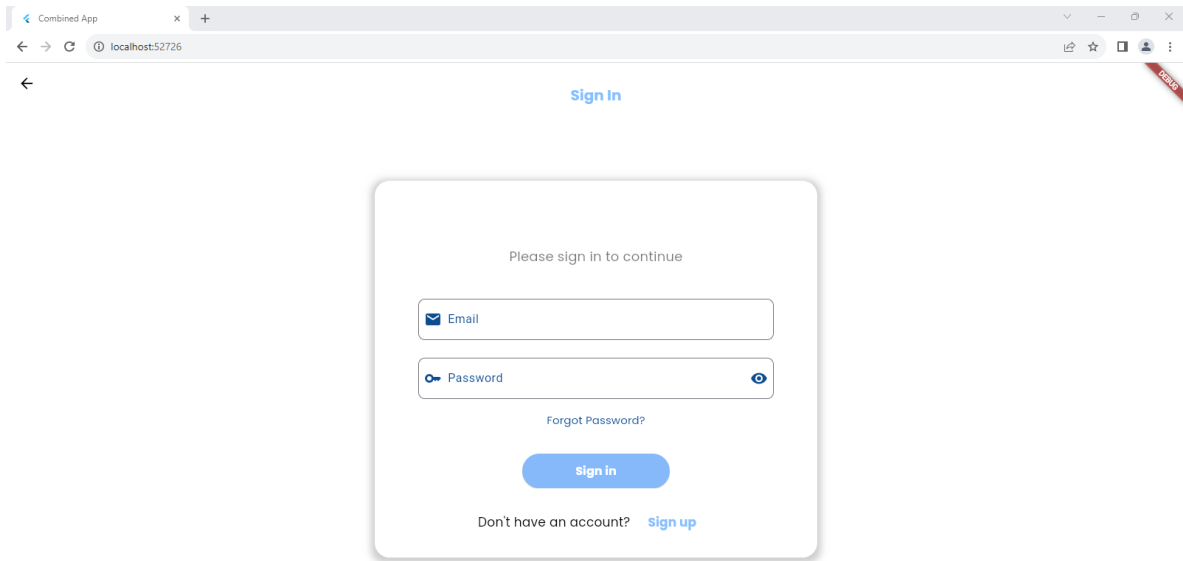 Combined App
localhost:52726
DEBUG
Sign In
Please sign in to continue
Email
Password
Forgot Password?
Sign in
Don't have an account? Sign up